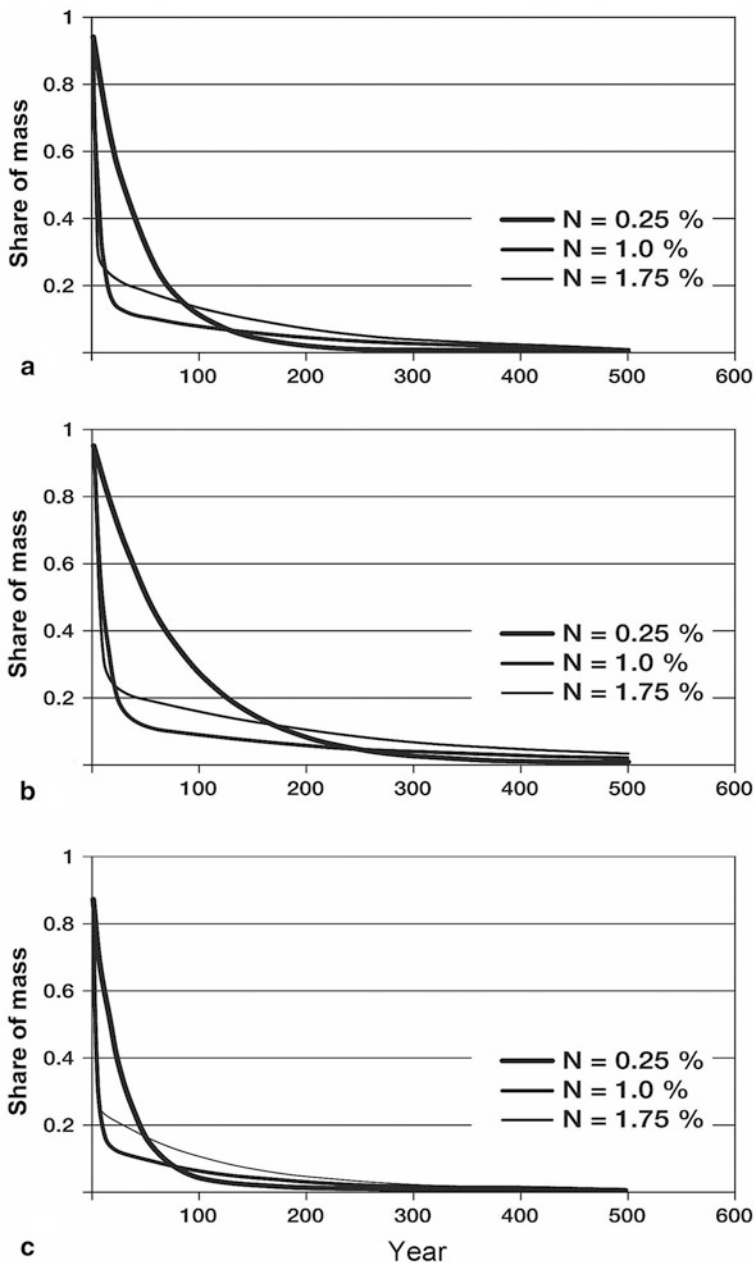 1
0.8
0.6
0.4
0.2
Share of mass
N = 0.25 %
N = 1.0 %
N = 1.75 %
100 200 300 400 500 600
a
1
0.8
0.6
0.4
0.2
Share of mass
N = 0.25 %
N = 1.0 %
N = 1.75 %
100 200 300 400 500 600
b
1
0.8
0.6
0.4
0.2
Share of mass
N = 0.25 %
N = 1.0 %
N = 1.75 %
100 200 300 400 500 600
c
Year